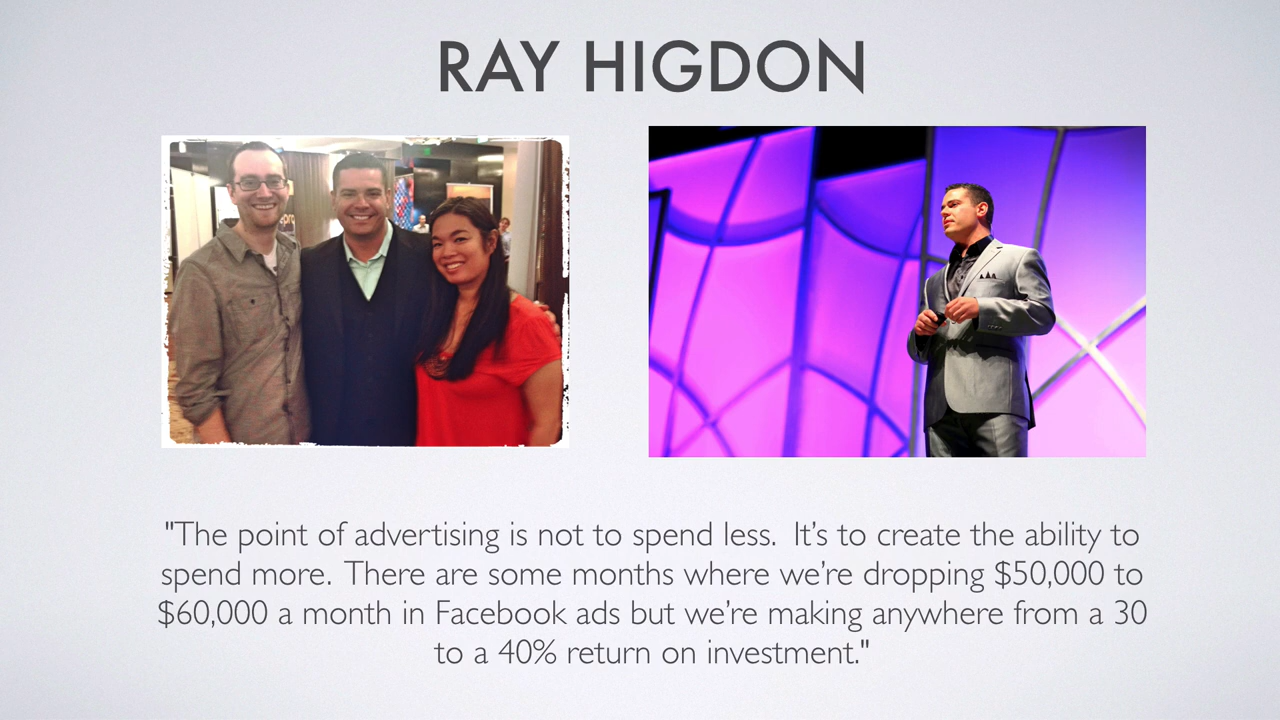 RAY HIGDON
"The point of advertising is not to spend less.  It’s to create the ability to
spend more.  There are some months where we’re dropping $50,000 to
$60,000 a month in Facebook ads but we’re making anywhere from a 30
to a 40% return on investment."